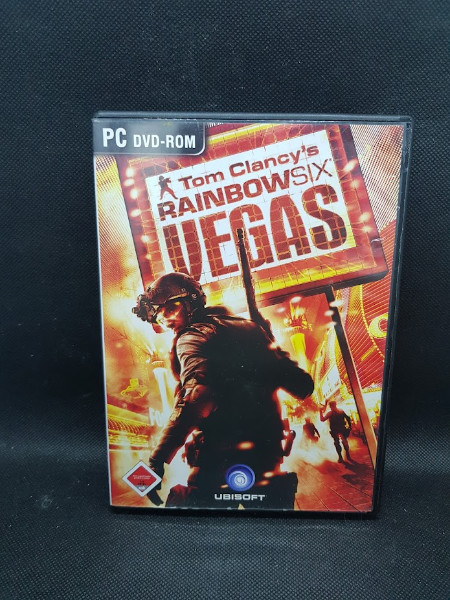 PC DVD-ROM
Tom Clancy's
RAINBOWSIX
VEGAS
UBISOFT